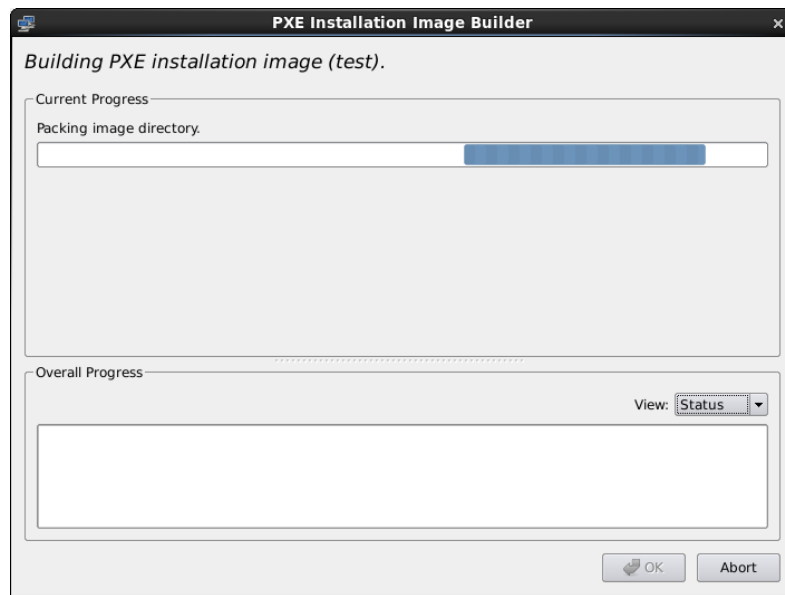 PXE Installation Image Builder
Building PXE installation image (test).
Current Progress
Packing image directory.
Overall Progress
View: Status
OK Abort